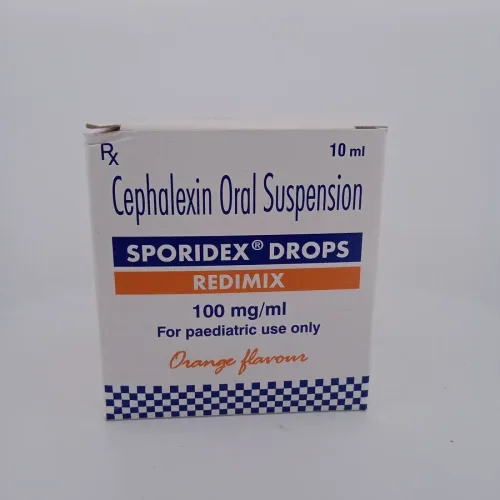 Rx
10 ml
Cephalexin Oral Suspension
SPORIDEX® DROPS
REDIMIX
100 mg/ml
For paediatric use only
Orange flavour